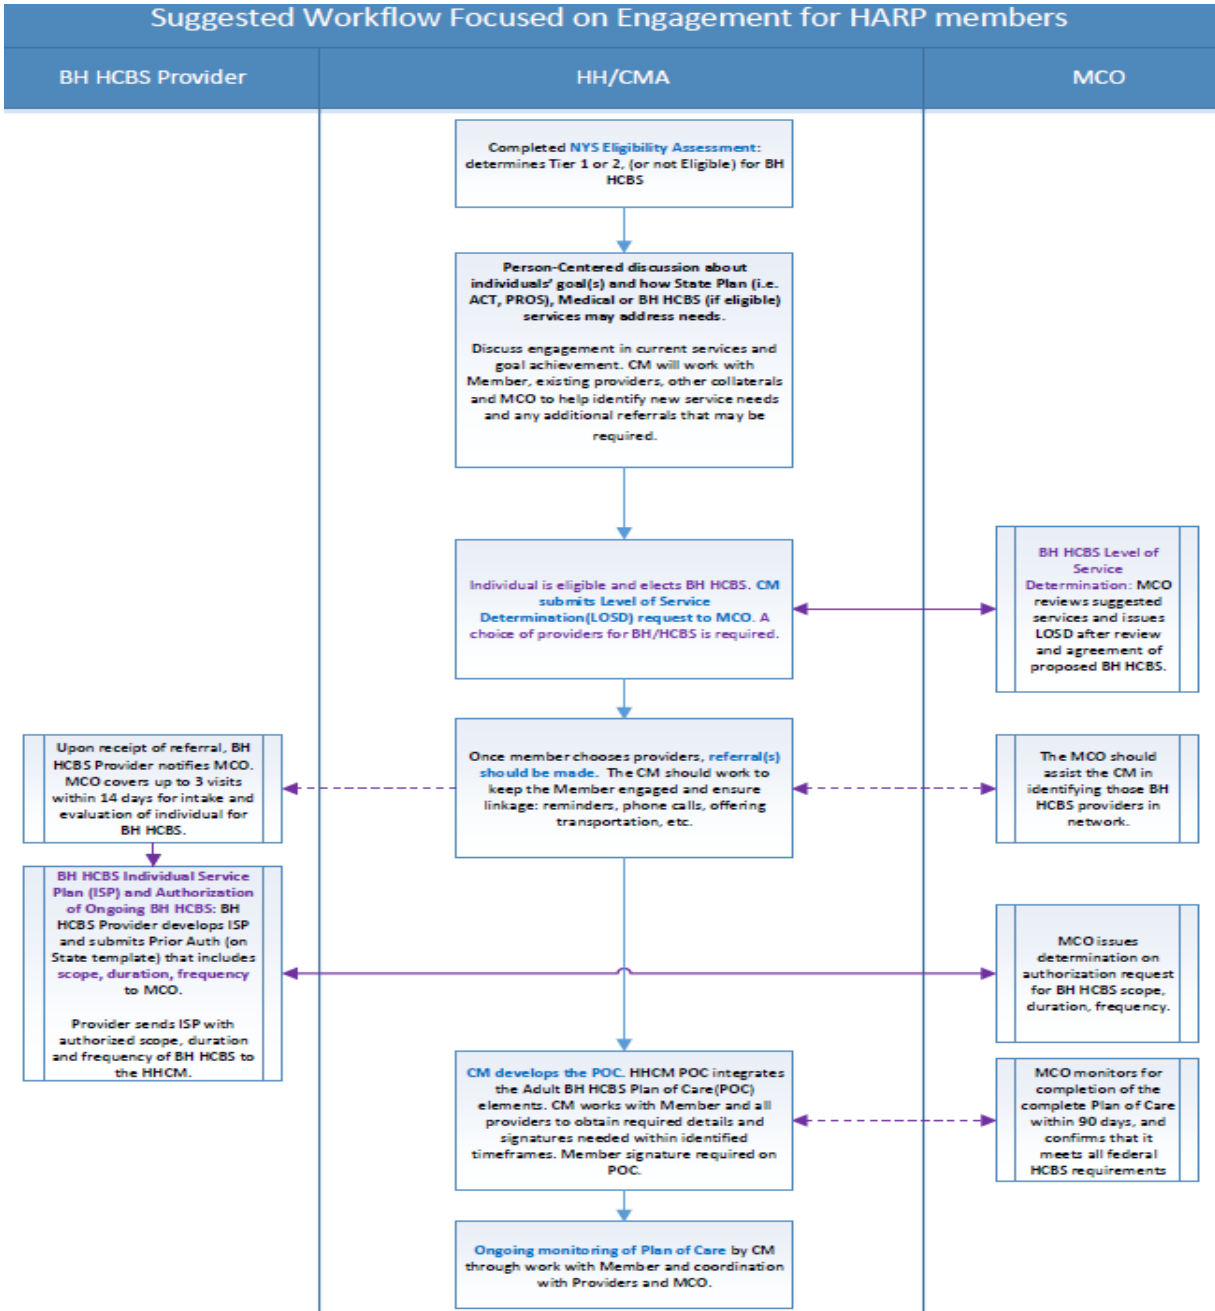 Suggested Workflow Focused on Engagement for HARP members
BH HCBS Provider
HH/CMA
MCO
Completed NYS Eligibility Assessment:
determines Tier 1 or 2, (or not Eligible) for BH
HCBS
Person-Centered discussion about
individuals' goal(s) and how State Plan (i.e.
ACT, PROS), Medical or BH HCBS (if eligible)
services may address needs.
Discuss engagement in current services and
goal achievement. CM will work with
Member, existing providers, other collaterals
and MCO to help identify new service needs
and any additional referrals that may be
required.
Individual is eligible and elects BH HCBS. CM
submits Level of Service
Determination(LOSD) request to MCO. A
choice of providers for BH/HCBS is required.
BH HCBS Level of
Service
Determination: MCO
reviews suggested
services and issues
LOSD after review
and agreement of
proposed BH HCBS.
Upon receipt of referral, BH
HCBS Provider notifies MCO.
MCO covers up to 3 visits
within 14 days for intake and
evaluation of individual for
BH HCBS.
Once member chooses providers, referral(s)
should be made. The CM should work to
keep the Member engaged and ensure
linkage: reminders, phone calls, offering
transportation, etc.
The MCO should
assist the CM in
identifying those BH
HCBS providers in
network.
BH HCBS Individual Service
Plan (ISP) and Authorization
of Ongoing BH HCBS: BH
HCBS Provider develops ISP
and submits Prior Auth (on
State template) that includes
scope, duration, frequency
to MCO.
Provider sends ISP with
authorized scope, duration
and frequency of BH HCBS to
the HHCM.
MCO issues
determination on
authorization request
for BH HCBS scope,
duration, frequency.
CM develops the POC. HHCM POC integrates
the Adult BH HCBS Plan of Care(POC)
elements. CM works with Member and all
providers to obtain required details and
signatures needed within identified
timeframes. Member signature required on
POC.
MCO monitors for
completion of the
complete Plan of Care
within 90 days, and
confirms that it
meets all federal
HCBS requirements
Ongoing monitoring of Plan of Care by CM
through work with Member and coordination
with Providers and MCO.